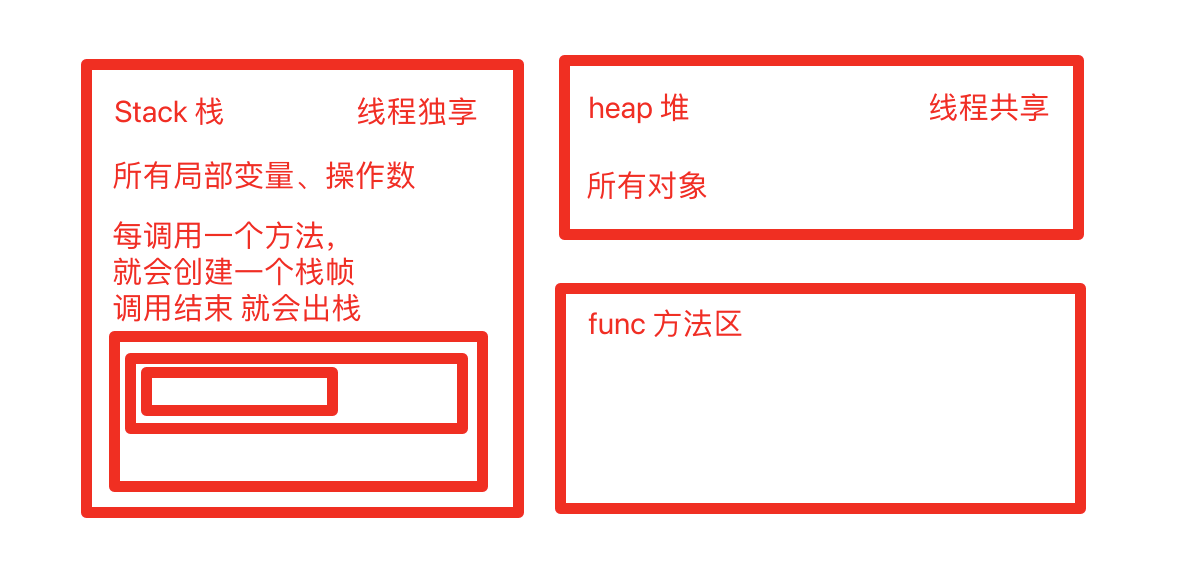 Stack 栈 线程独享
所有局部变量、操作数
每调用一个方法，
就会创建一个栈帧
调用结束 就会出栈
heap 堆 线程共享
所有对象
func 方法区